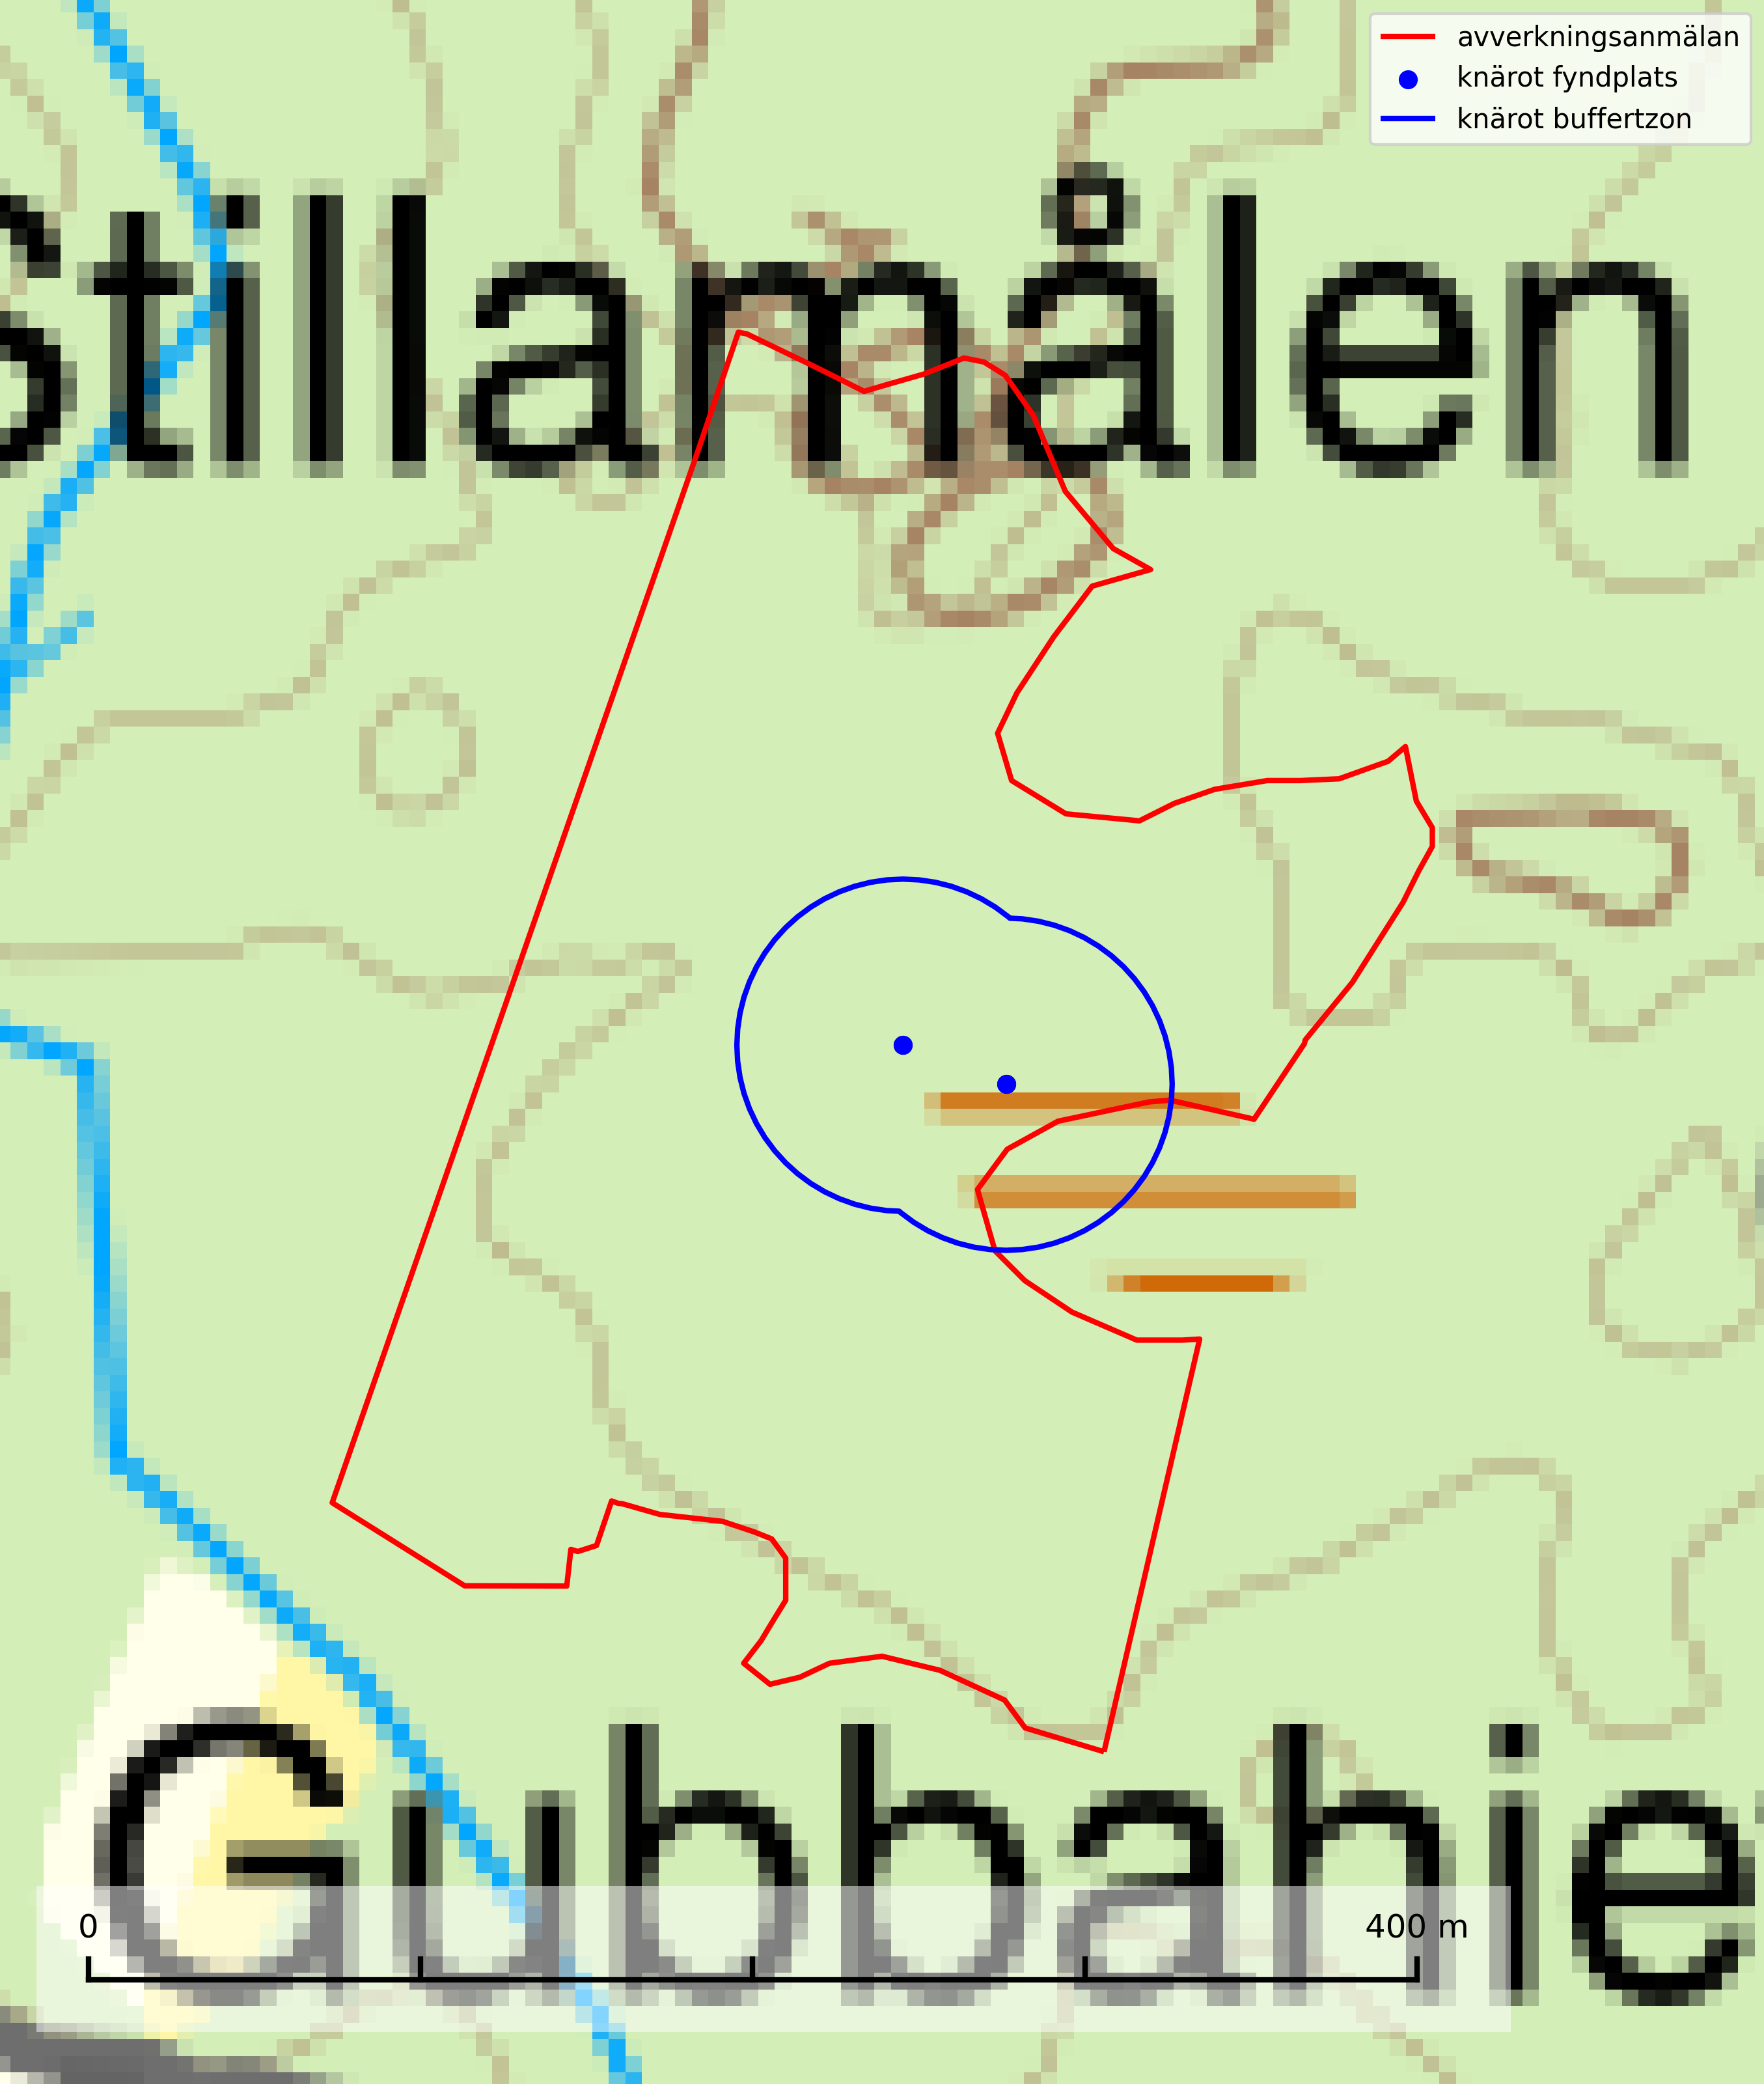 avverkningsanmälan
knärot fyndplats
knärot buffertzon
Stillamålen
Gubbahie
0 400 m